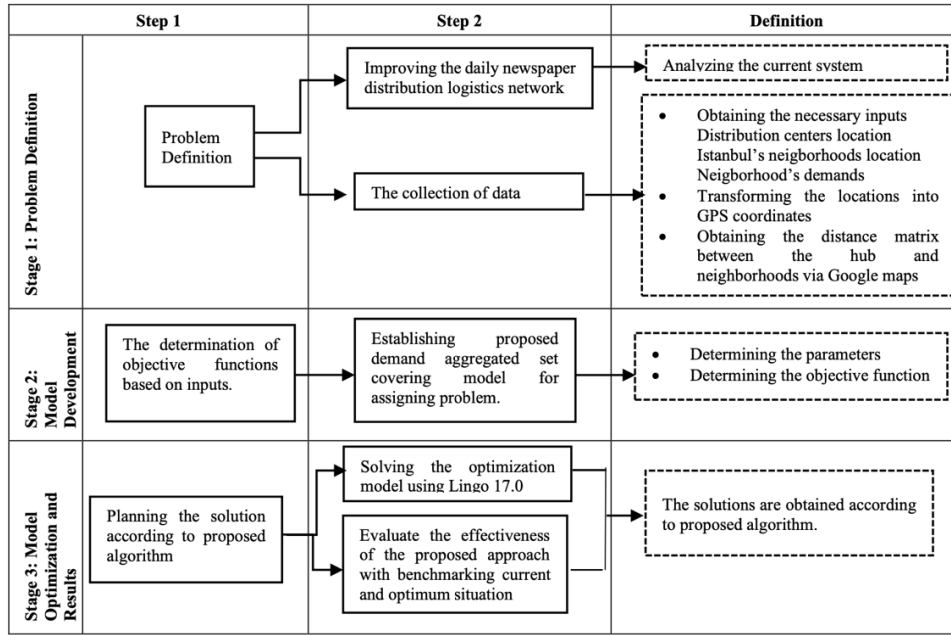 Step 1
Step 2
Definition
Stage 1: Problem Definition
Problem
Definition
Improving the daily newspaper
distribution logistics network
Analyzing the current system
The collection of data
• Obtaining the necessary inputs
Distribution centers location
Istanbul's neigborhoods location
Neigborhood's demands
• Transforming the locations into
GPS coordinates
• Obtaining the distance matrix
between the hub and
neighborhoods via Google maps
Stage 2:
Model
Development
The determination of
objective functions
based on inputs.
Establishing proposed
demand aggregated set
covering model for
assigning problem.
• Determining the parameters
• Determining the objective function
Stage 3: Model
Optimization and
Results
Planning the solution
according to proposed
algorithm
Solving the optimization
model using Lingo 17.0
Evaluate the effectiveness
of the proposed approach
with benchmarking current
and optimum situation
The solutions are obtained according
to proposed algorithm.